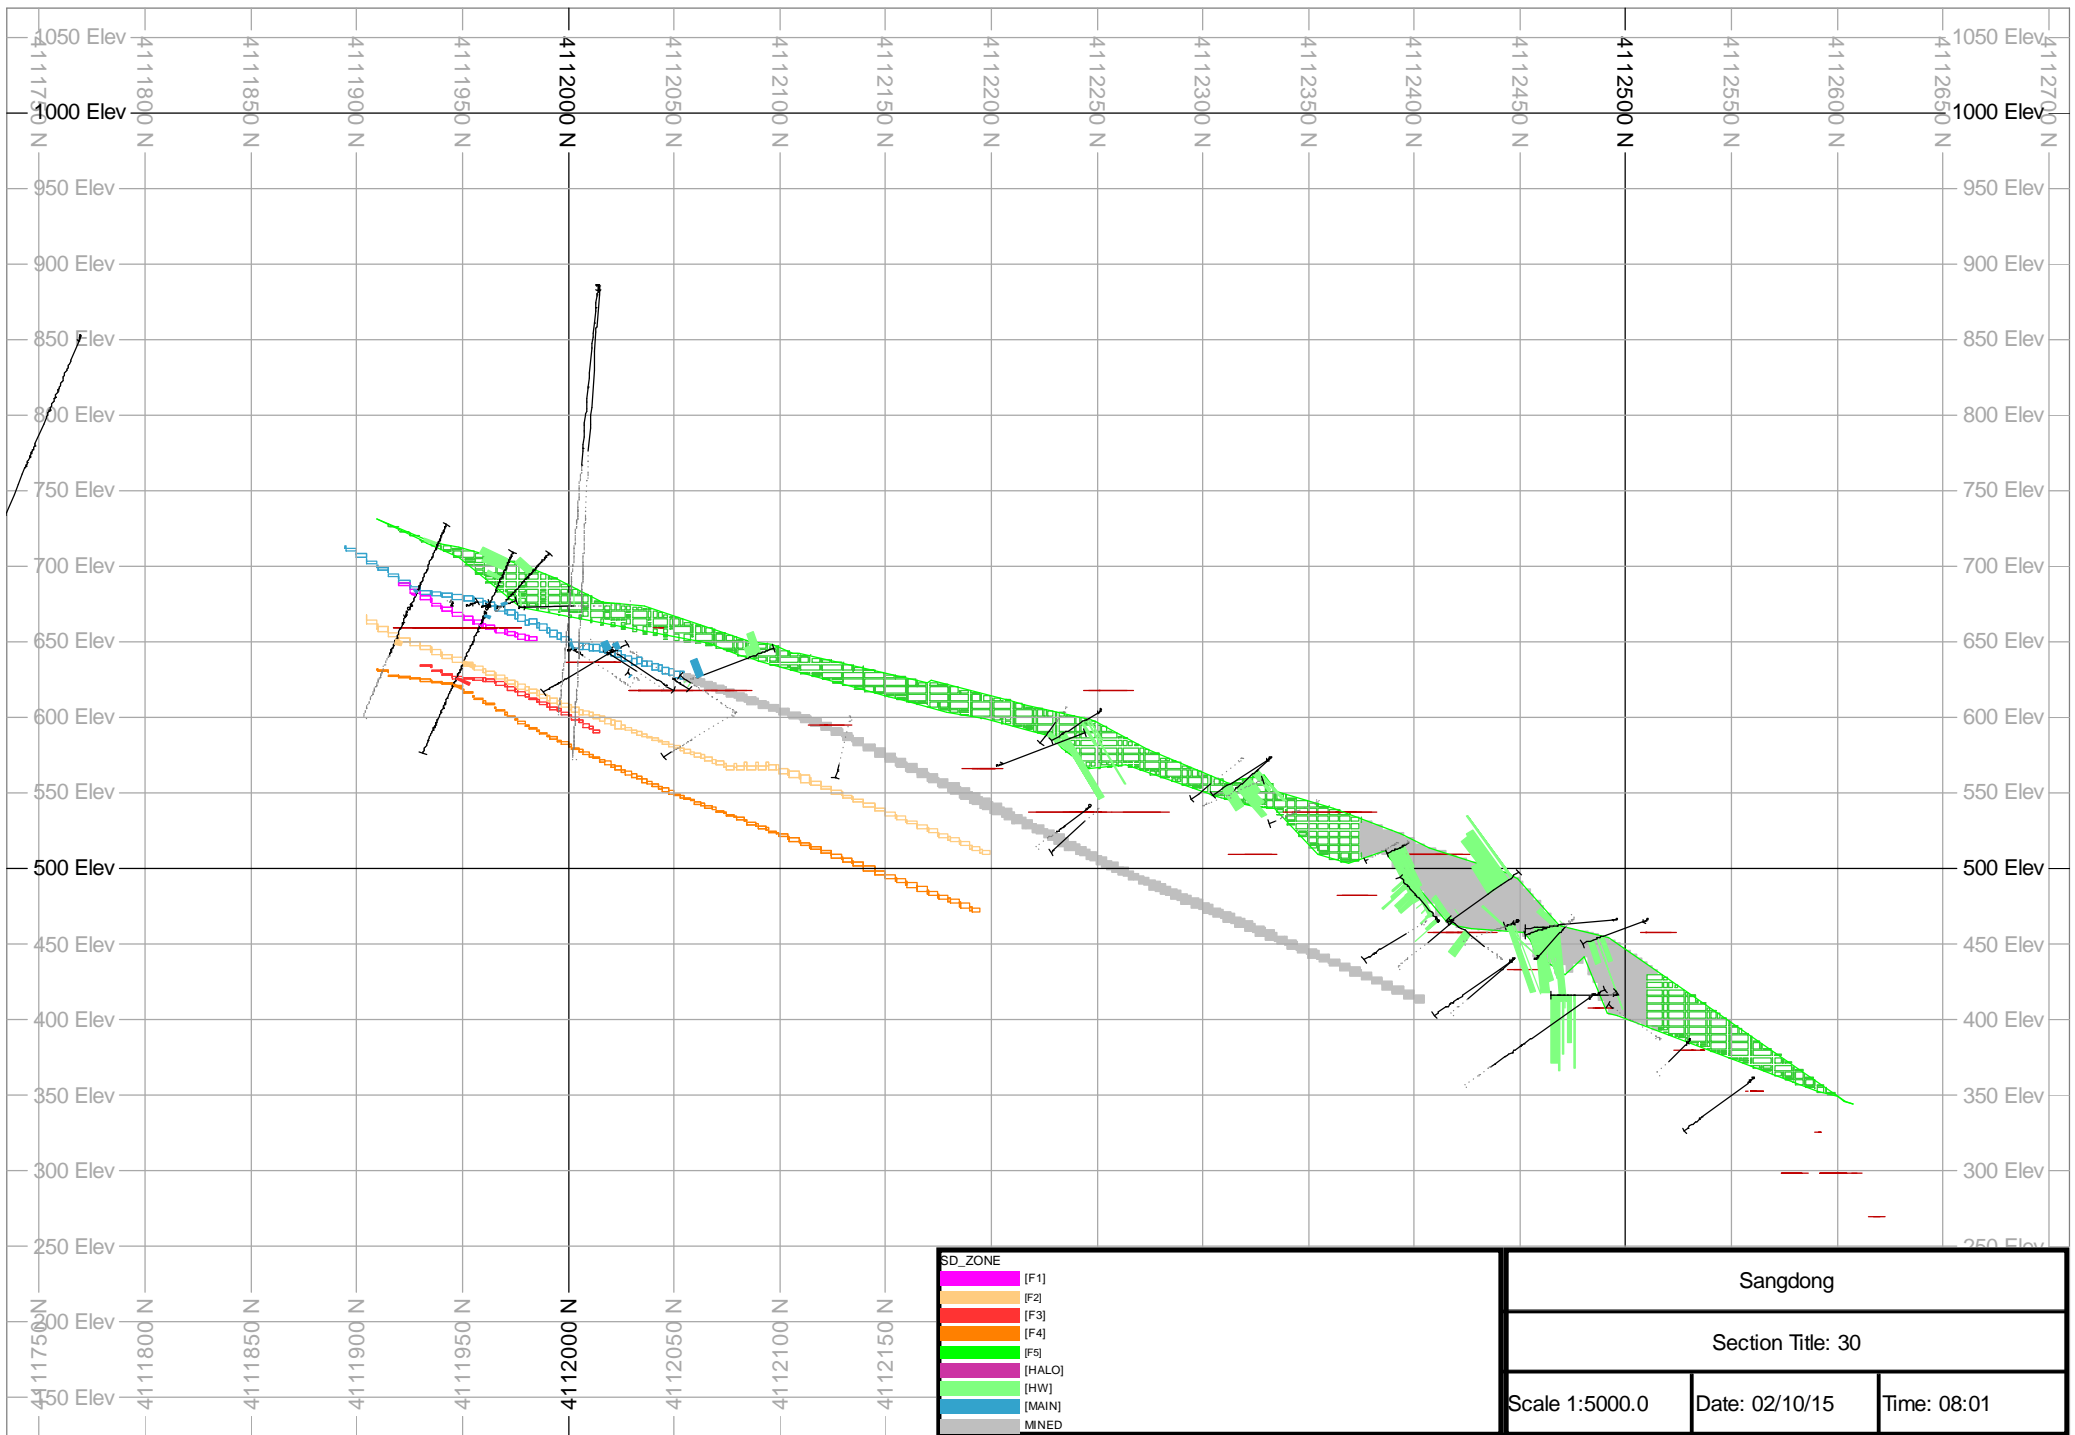 4111750 N
4111800 N
4111850 N
4111900 N
4111950 N
4112000 N
4112050 N
4112100 N
4112150 N
4112200 N
4112250 N
4112300 N
4112350 N
4112400 N
4112450 N
4112500 N
4112550 N
4112600 N
4112650 N
4112700 N
1050 Elev 1050 Elev
1000 Elev 1000 Elev
950 Elev 950 Elev
900 Elev 900 Elev
850 Elev 850 Elev
800 Elev 800 Elev
750 Elev 750 Elev
700 Elev 700 Elev
650 Elev 650 Elev
600 Elev 600 Elev
550 Elev 550 Elev
500 Elev 500 Elev
450 Elev 450 Elev
400 Elev 400 Elev
350 Elev 350 Elev
300 Elev 300 Elev
250 Elev 250 Elev
200 Elev
150 Elev
4111750 N
4111800 N
4111850 N
4111900 N
4111950 N
4112000 N
4112050 N
4112100 N
4112150 N
SD_ZONE
[F1]
[F2]
[F3]
[F4]
[F5]
[HALO]
[HW]
[MAIN]
MINED
Sangdong
Section Title: 30
Scale 1:5000.0 Date: 02/10/15 Time: 08:01